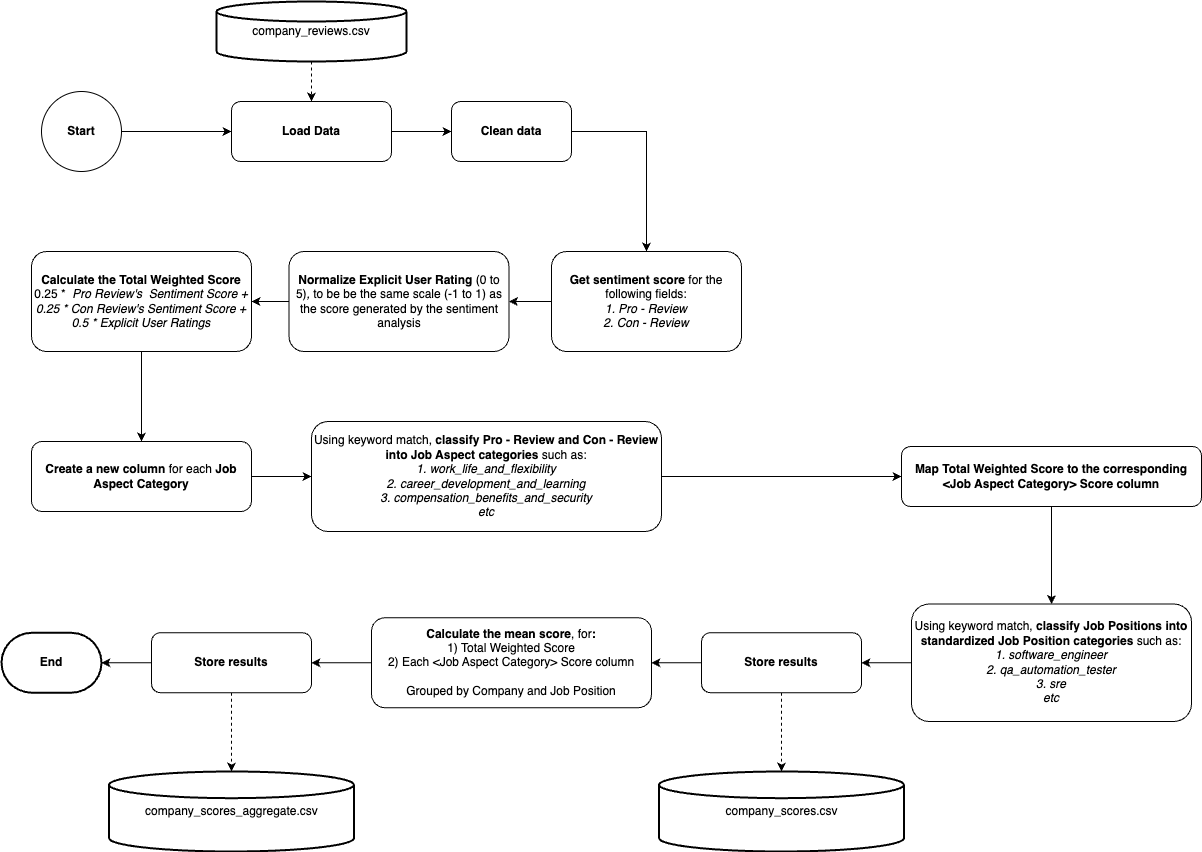 company_reviews.csv
Start
Load Data
Clean data
Calculate the Total Weighted Score
0.25 * Pro Review's Sentiment Score +
0.25 * Con Review's Sentiment Score +
0.5 * Explicit User Ratings
Normalize Explicit User Rating (0 to
5), to be be the same scale (-1 to 1) as
the score generated by the sentiment
analysis
Get sentiment score for the
following fields:
1. Pro - Review
2. Con - Review
Create a new column for each Job
Aspect Category
Using keyword match, classify Pro - Review and Con - Review
into Job Aspect categories such as:
1. work_life_and_flexibility
2. career_development_and_learning
3. compensation_benefits_and_security
etc
Map Total Weighted Score to the corresponding
<Job Aspect Category> Score column
End
Store results
Calculate the mean score, for:
1) Total Weighted Score
2) Each <Job Aspect Category> Score column
Grouped by Company and Job Position
Store results
Using keyword match, classify Job Positions into
standardized Job Position categories such as:
1. software_engineer
2. qa_automation_tester
3. sre
etc
company_scores_aggregate.csv
company_scores.csv